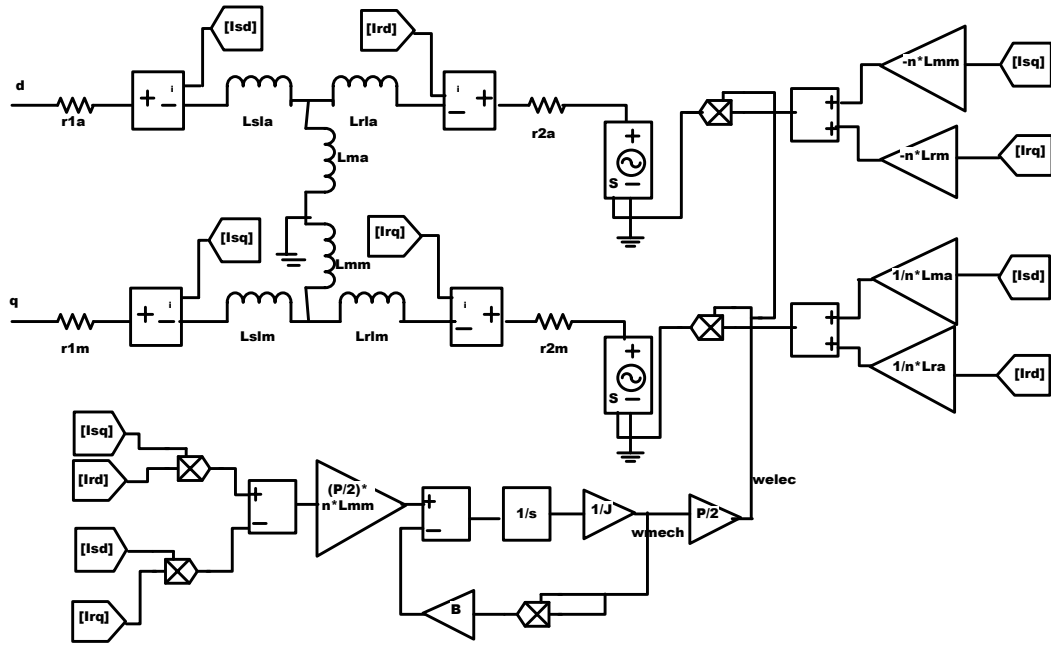 [Isd]
[Ird]
d
+
i
−
r1a
Lsla
Lrla
i
−
+
r2a
Lma
+
S
−
+
+
-n*Lmm
[Isq]
-n*Lrm
[Irq]
[Isq]
[Irq]
Lmm
q
+
i
−
r1m
Lslm
Lrlm
i
−
+
r2m
+
S
−
+
+
1/n*Lma
[Isd]
1/n*Lra
[Ird]
[Isq]
[Ird]
[Isd]
[Irq]
+
−
(P/2)*
n*Lmm
+
−
1/s
1/J
wmech
P/2
welec
B